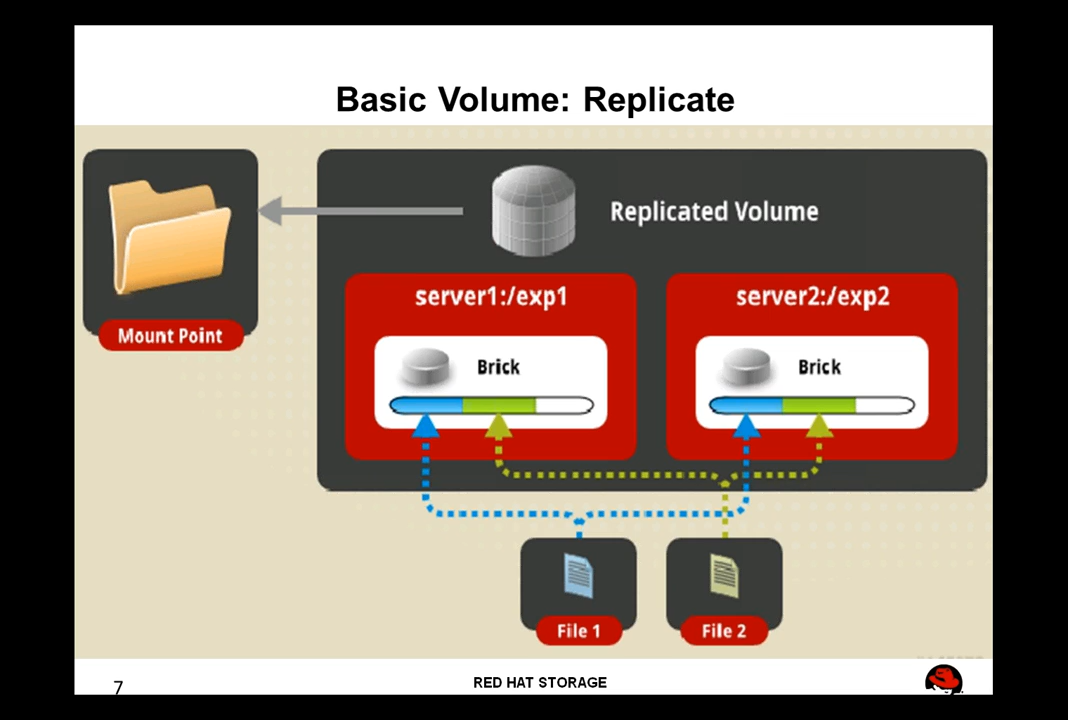 Basic Volume: Replicate
Replicated Volume
Mount Point
server1:/exp1
server2:/exp2
Brick
Brick
File 1
File 2
7
RED HAT STORAGE